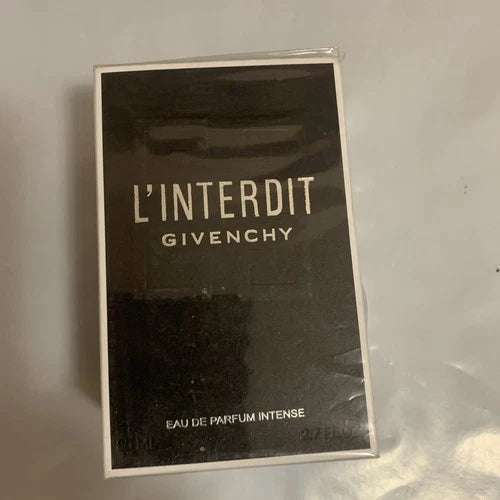 L'INTERDIT
GIVENCHY
EAU DE PARFUM INTENSE